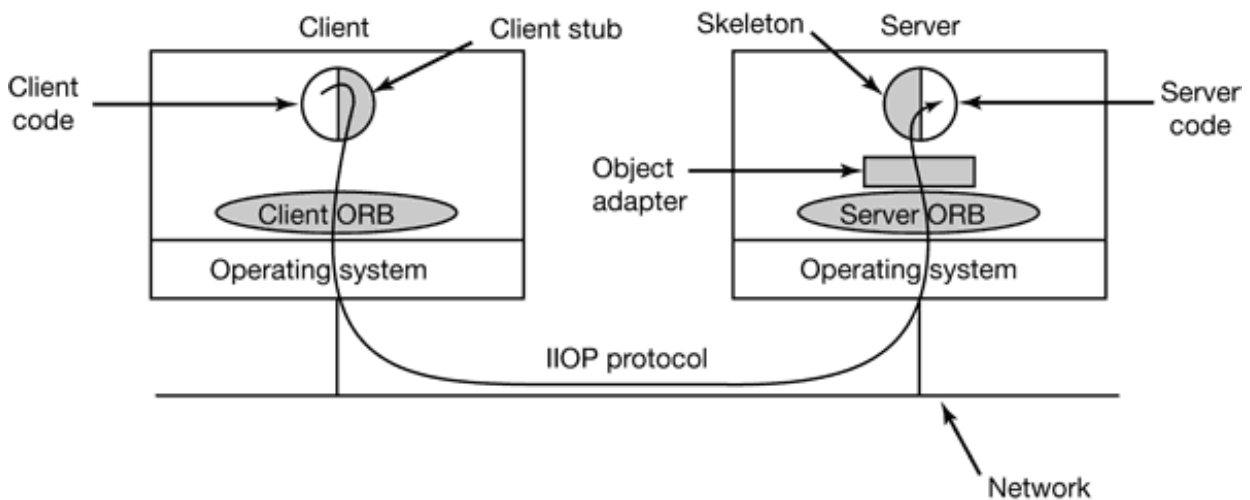 Client
Client stub
Skeleton
Server
Client
code
Server
code
Object
adapter
Client ORB
Server ORB
Operating system
Operating system
IIOP protocol
Network